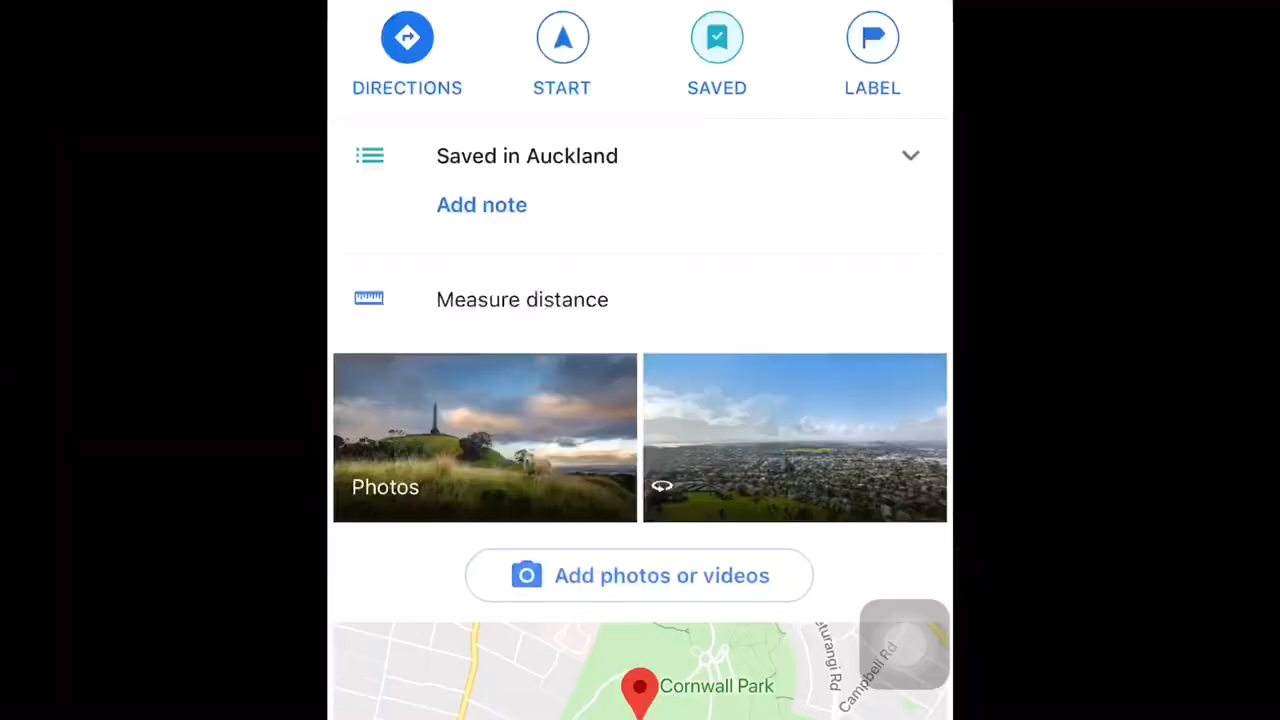 DIRECTIONS START SAVED LABEL
Saved in Auckland
Add note
Measure distance
Photos
Add photos or videos
Cornwall Park
Campbell Rd